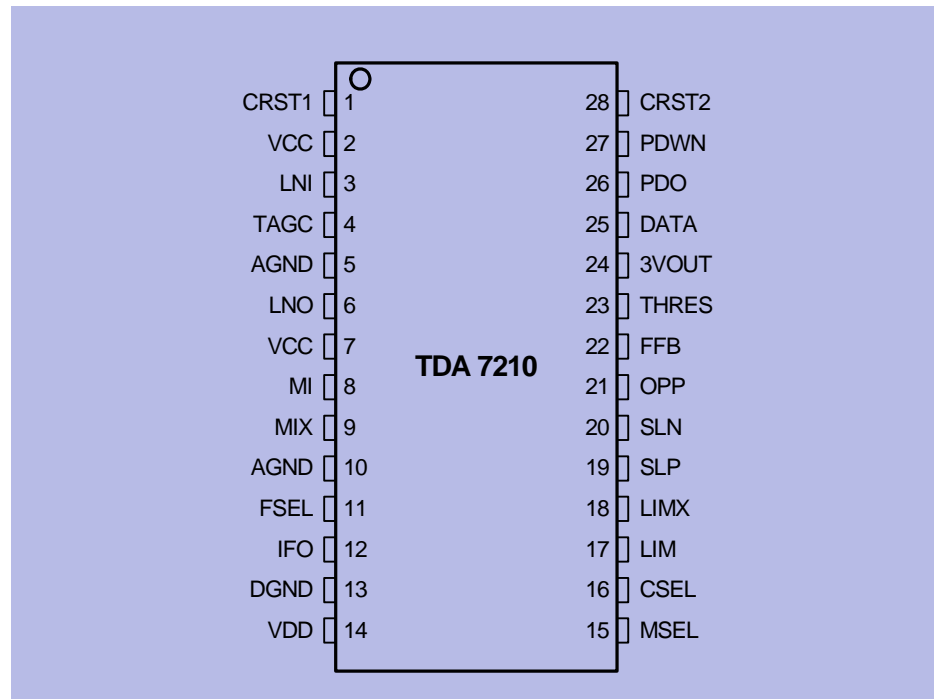 CRST1 1 28 CRST2
VCC 2 27 PDWN
LNI 3 26 PDO
TAGC 4 25 DATA
AGND 5 24 3VOUT
LNO 6 23 THRES
VCC 7 22 FFB
TDA 7210
MI 8 21 OPP
MIX 9 20 SLN
AGND 10 19 SLP
FSEL 11 18 LIMX
IFO 12 17 LIM
DGND 13 16 CSEL
VDD 14 15 MSEL